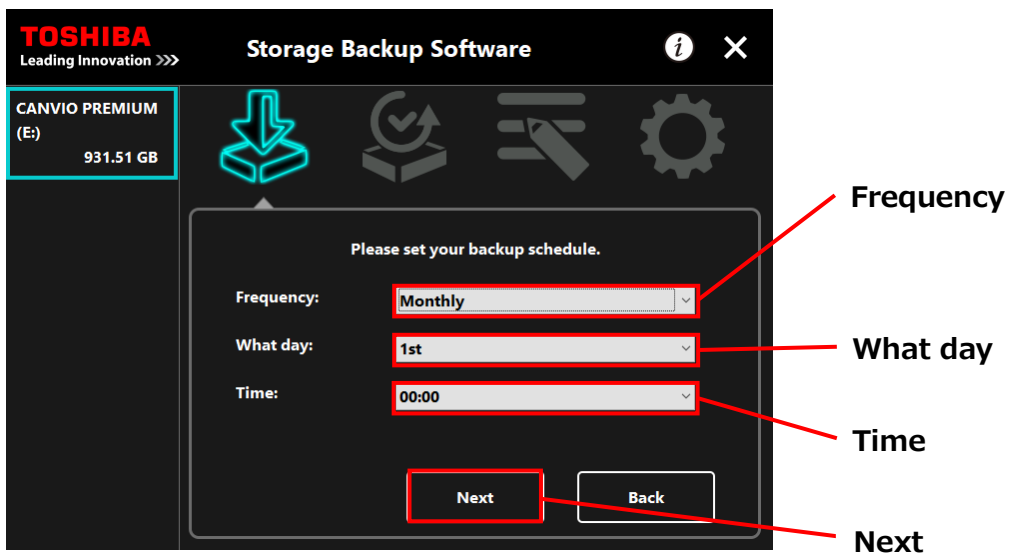 TOSHIBA
Leading Innovation >>>
Storage Backup Software
i
CANVIO PREMIUM
(E:)
931.51 GB
Please set your backup schedule.
Frequency:
Monthly
What day:
1st
Time:
00:00
Next
Back
Frequency
What day
Time
Next